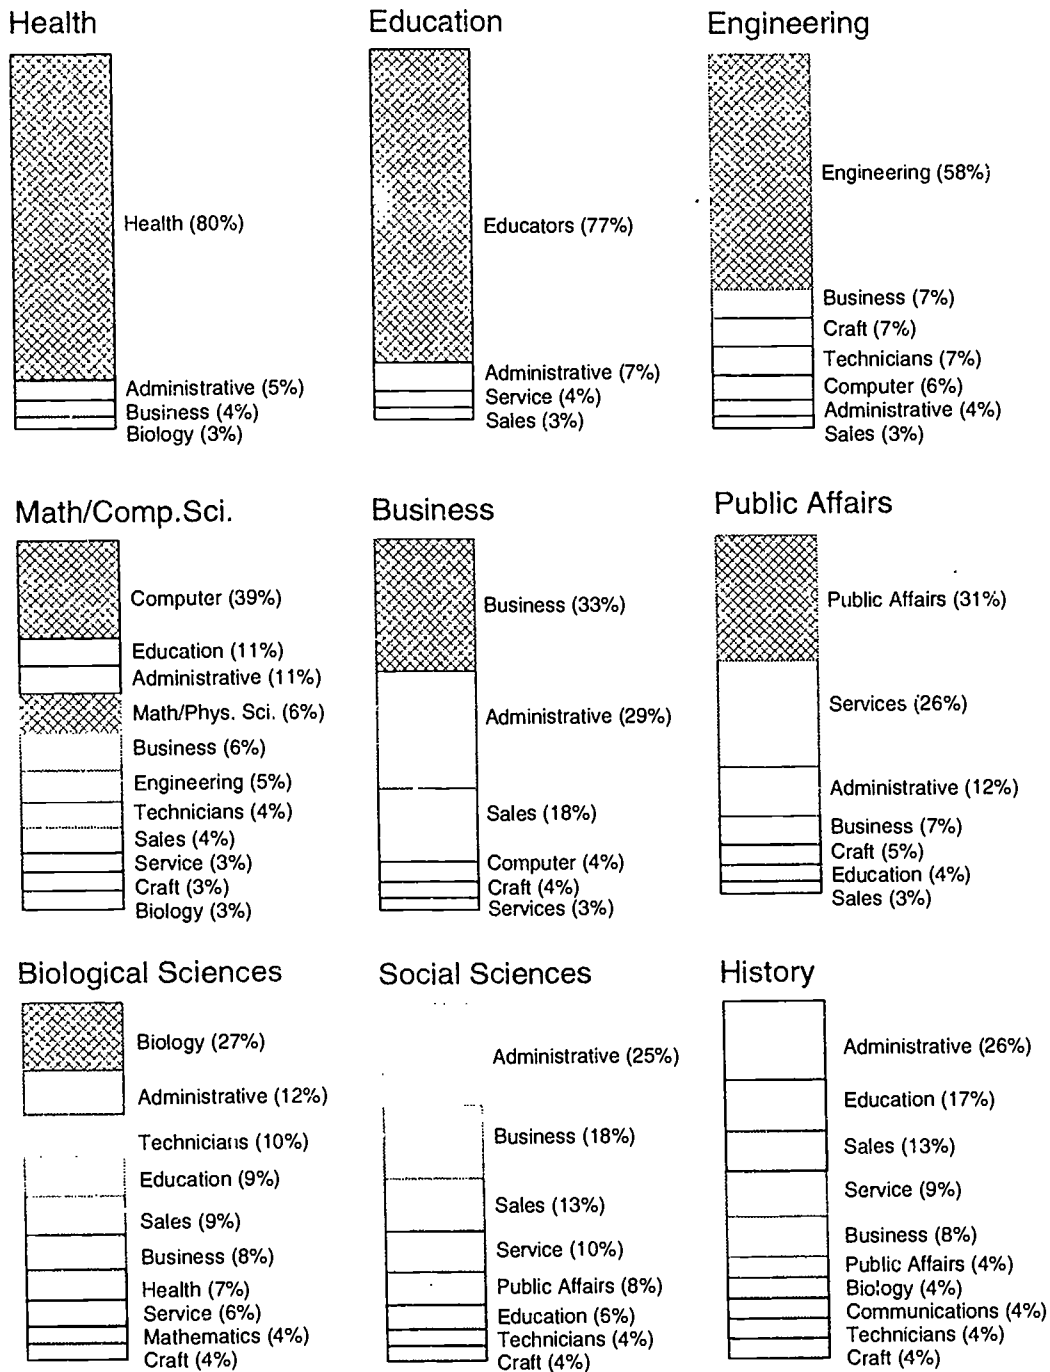 Health
Health (80%)
Administrative (5%)
Business (4%)
Biology (3%)
Education
Educators (77%)
Administrative (7%)
Service (4%)
Sales (3%)
Engineering
Engineering (58%)
Business (7%)
Craft (7%)
Technicians (7%)
Computer (6%)
Administrative (4%)
Sales (3%)
Math/Comp.Sci.
Computer (39%)
Education (11%)
Administrative (11%)
Math/Phys. Sci. (6%)
Business (6%)
Engineering (5%)
Technicians (4%)
Sales (4%)
Service (3%)
Craft (3%)
Biology (3%)
Business
Business (33%)
Administrative (29%)
Sales (18%)
Computer (4%)
Craft (4%)
Services (3%)
Public Affairs
Public Affairs (31%)
Services (26%)
Administrative (12%)
Business (7%)
Craft (5%)
Education (4%)
Sales (3%)
Biological Sciences
Biology (27%)
Administrative (12%)
Technicians (10%)
Education (9%)
Sales (9%)
Business (8%)
Health (7%)
Service (6%)
Mathematics (4%)
Craft (4%)
Social Sciences
Administrative (25%)
Business (18%)
Sales (13%)
Service (10%)
Public Affairs (8%)
Education (6%)
Technicians (4%)
Craft (4%)
History
Administrative (26%)
Education (17%)
Sales (13%)
Service (9%)
Business (8%)
Public Affairs (4%)
Biology (4%)
Communications (4%)
Technicians (4%)
Craft (4%)